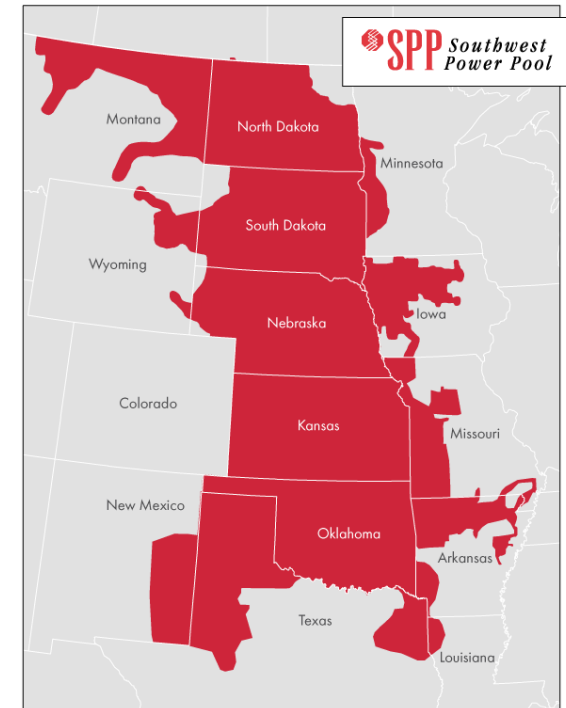 SPP Southwest
Power Pool
Montana
North Dakota
Minnesota
South Dakota
Wyoming
Iowa
Nebraska
Colorado
Kansas
Missouri
New Mexico
Oklahoma
Arkansas
Texas
Louisiana